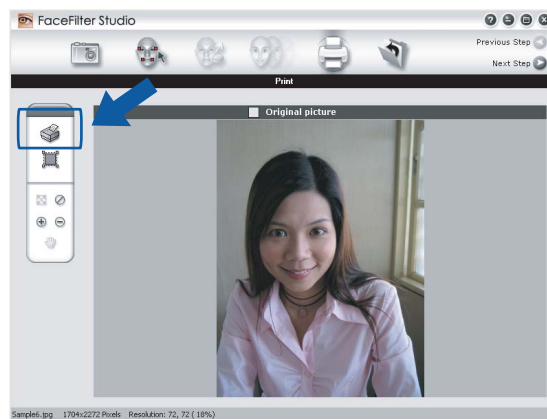 FaceFilter Studio
Previous Step
Next Step
Print
Original picture
Sample6.jpg 1704x2272 Pixels Resolution: 72, 72 ( 18%)